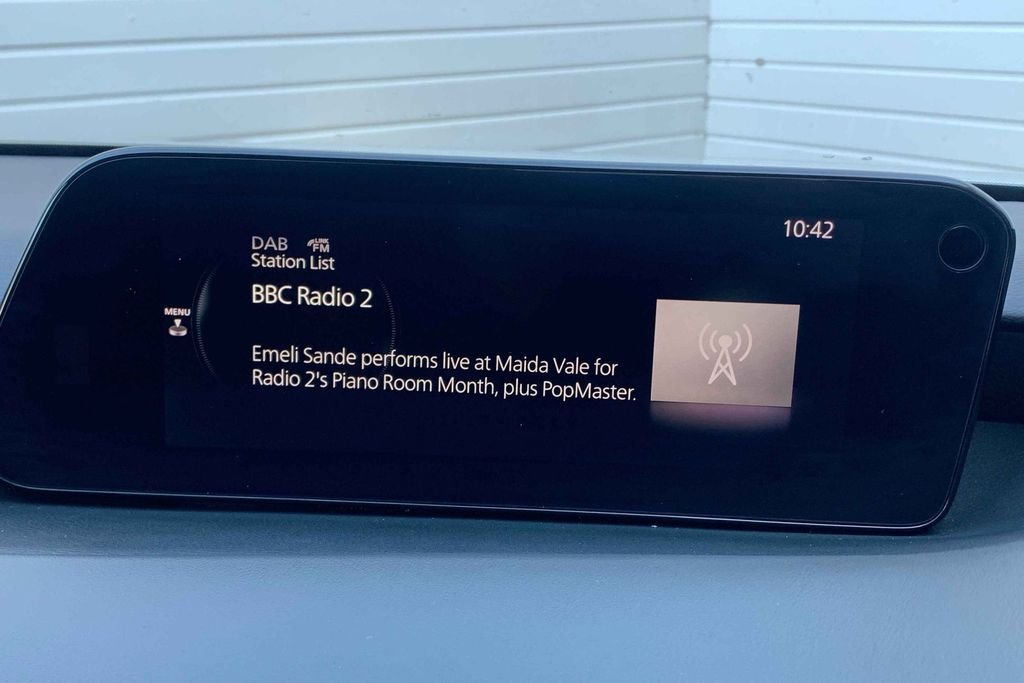 10:42
DAB LINK FM
Station List
BBC Radio 2
MENU
Emeli Sande performs live at Maida Vale for
Radio 2's Piano Room Month, plus PopMaster.